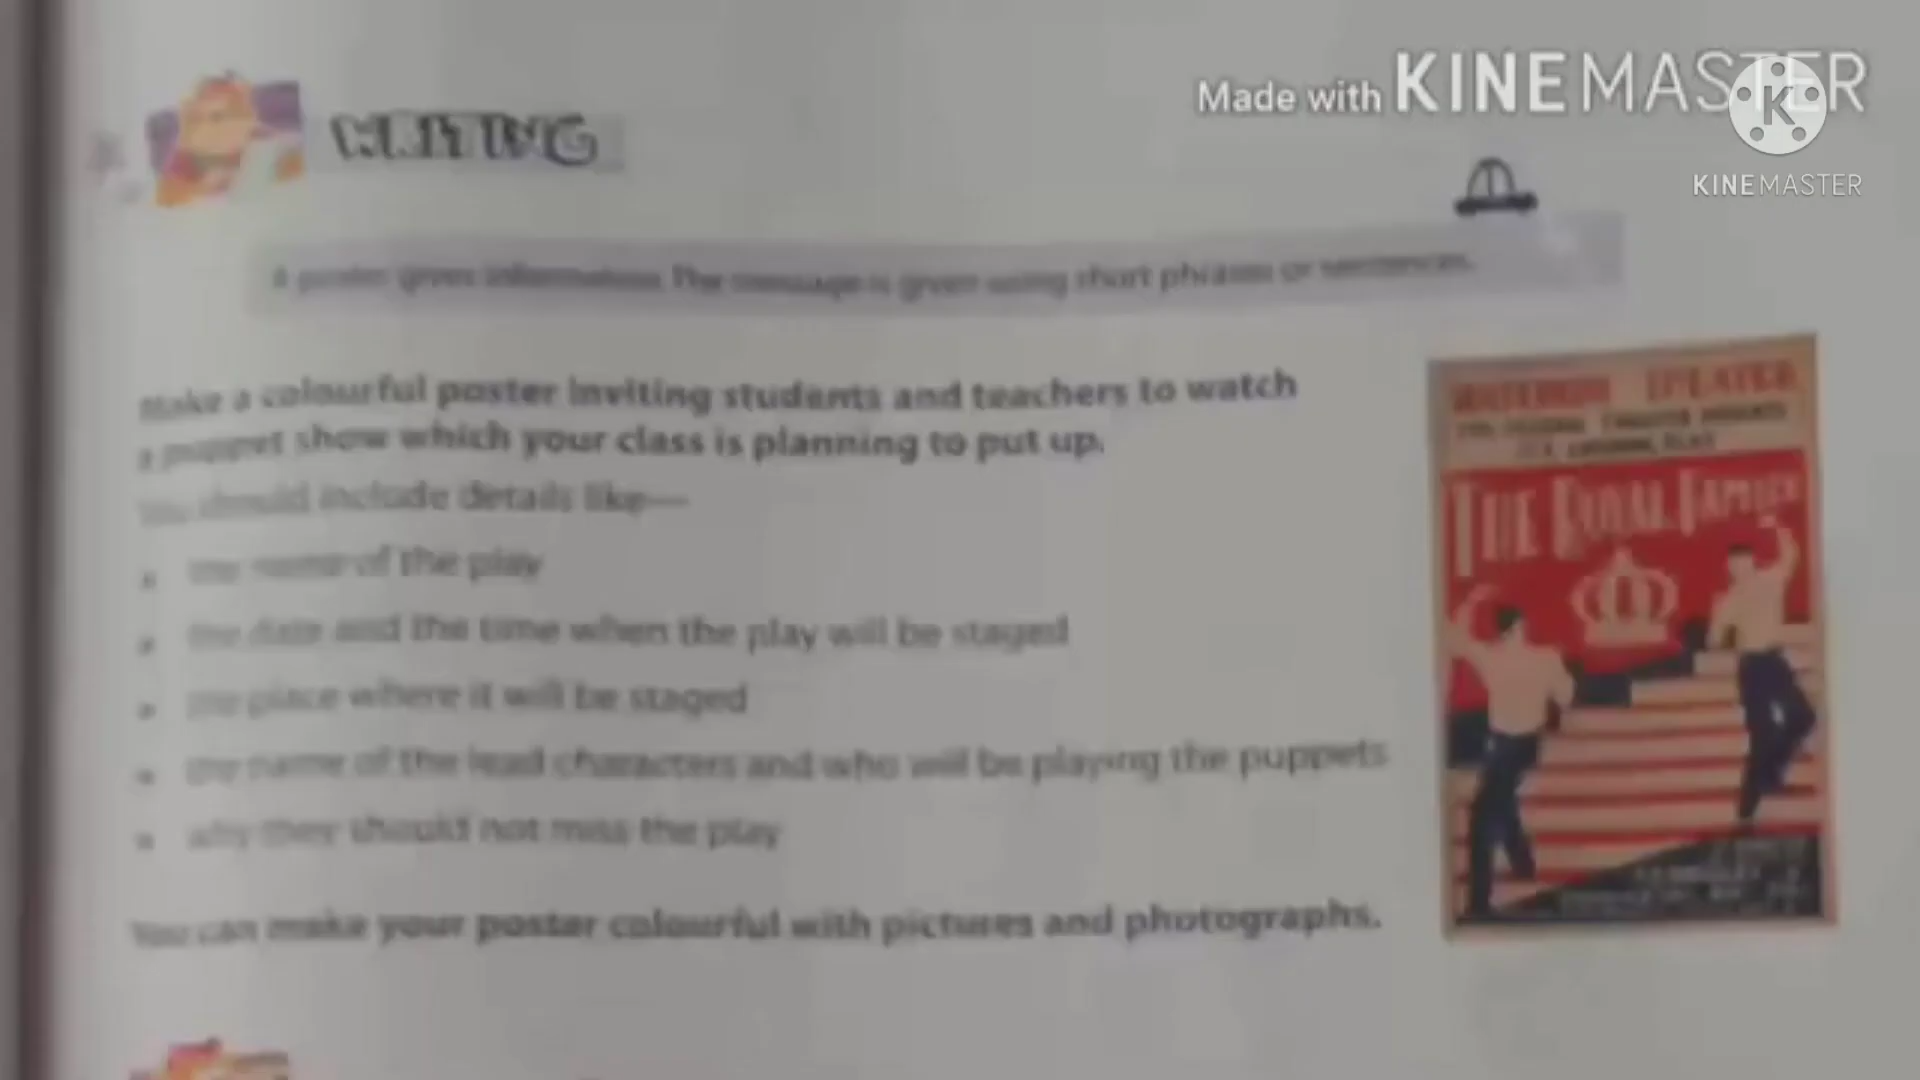 Made with KINEMASTER
K
KINEMASTER
WRITING
A poster gives information. The message is given using short phrases or sentences.
Make a colourful poster inviting students and teachers to watch
a puppet show which your class is planning to put up.
You should include details like—
the name of the play
the date and the time when the play will be staged
the place where it will be staged
the name of the lead characters and who will be playing the puppets
why they should not miss the play
You can make your poster colourful with pictures and photographs.
THEATER
THE ROYAL FAMILY